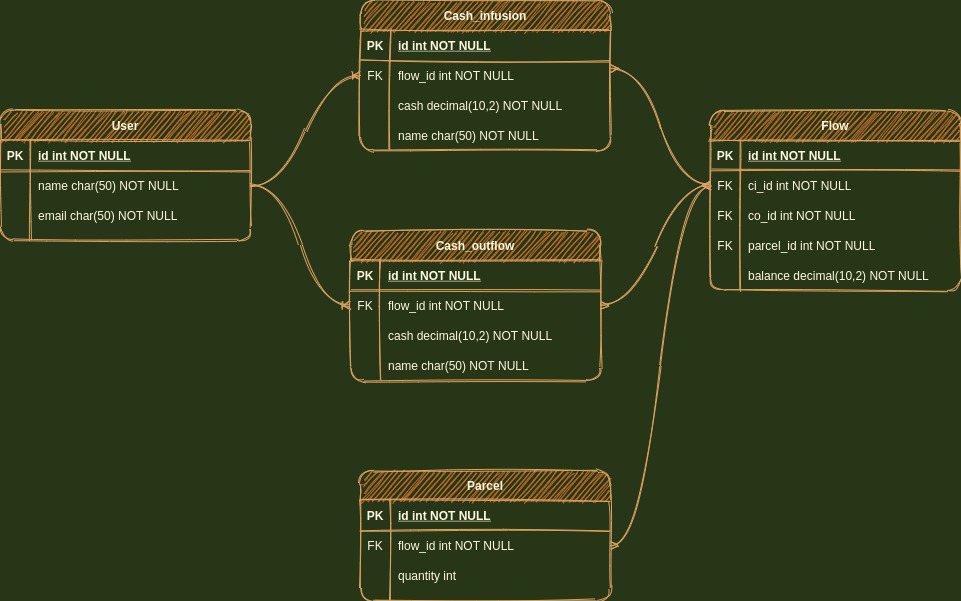 Cash_infusion
PK id int NOT NULL
FK flow_id int NOT NULL
cash decimal(10,2) NOT NULL
name char(50) NOT NULL
User
PK id int NOT NULL
name char(50) NOT NULL
email char(50) NOT NULL
Flow
PK id int NOT NULL
FK ci_id int NOT NULL
FK co_id int NOT NULL
FK parcel_id int NOT NULL
balance decimal(10,2) NOT NULL
Cash_outflow
PK id int NOT NULL
FK flow_id int NOT NULL
cash decimal(10,2) NOT NULL
name char(50) NOT NULL
Parcel
PK id int NOT NULL
FK flow_id int NOT NULL
quantity int